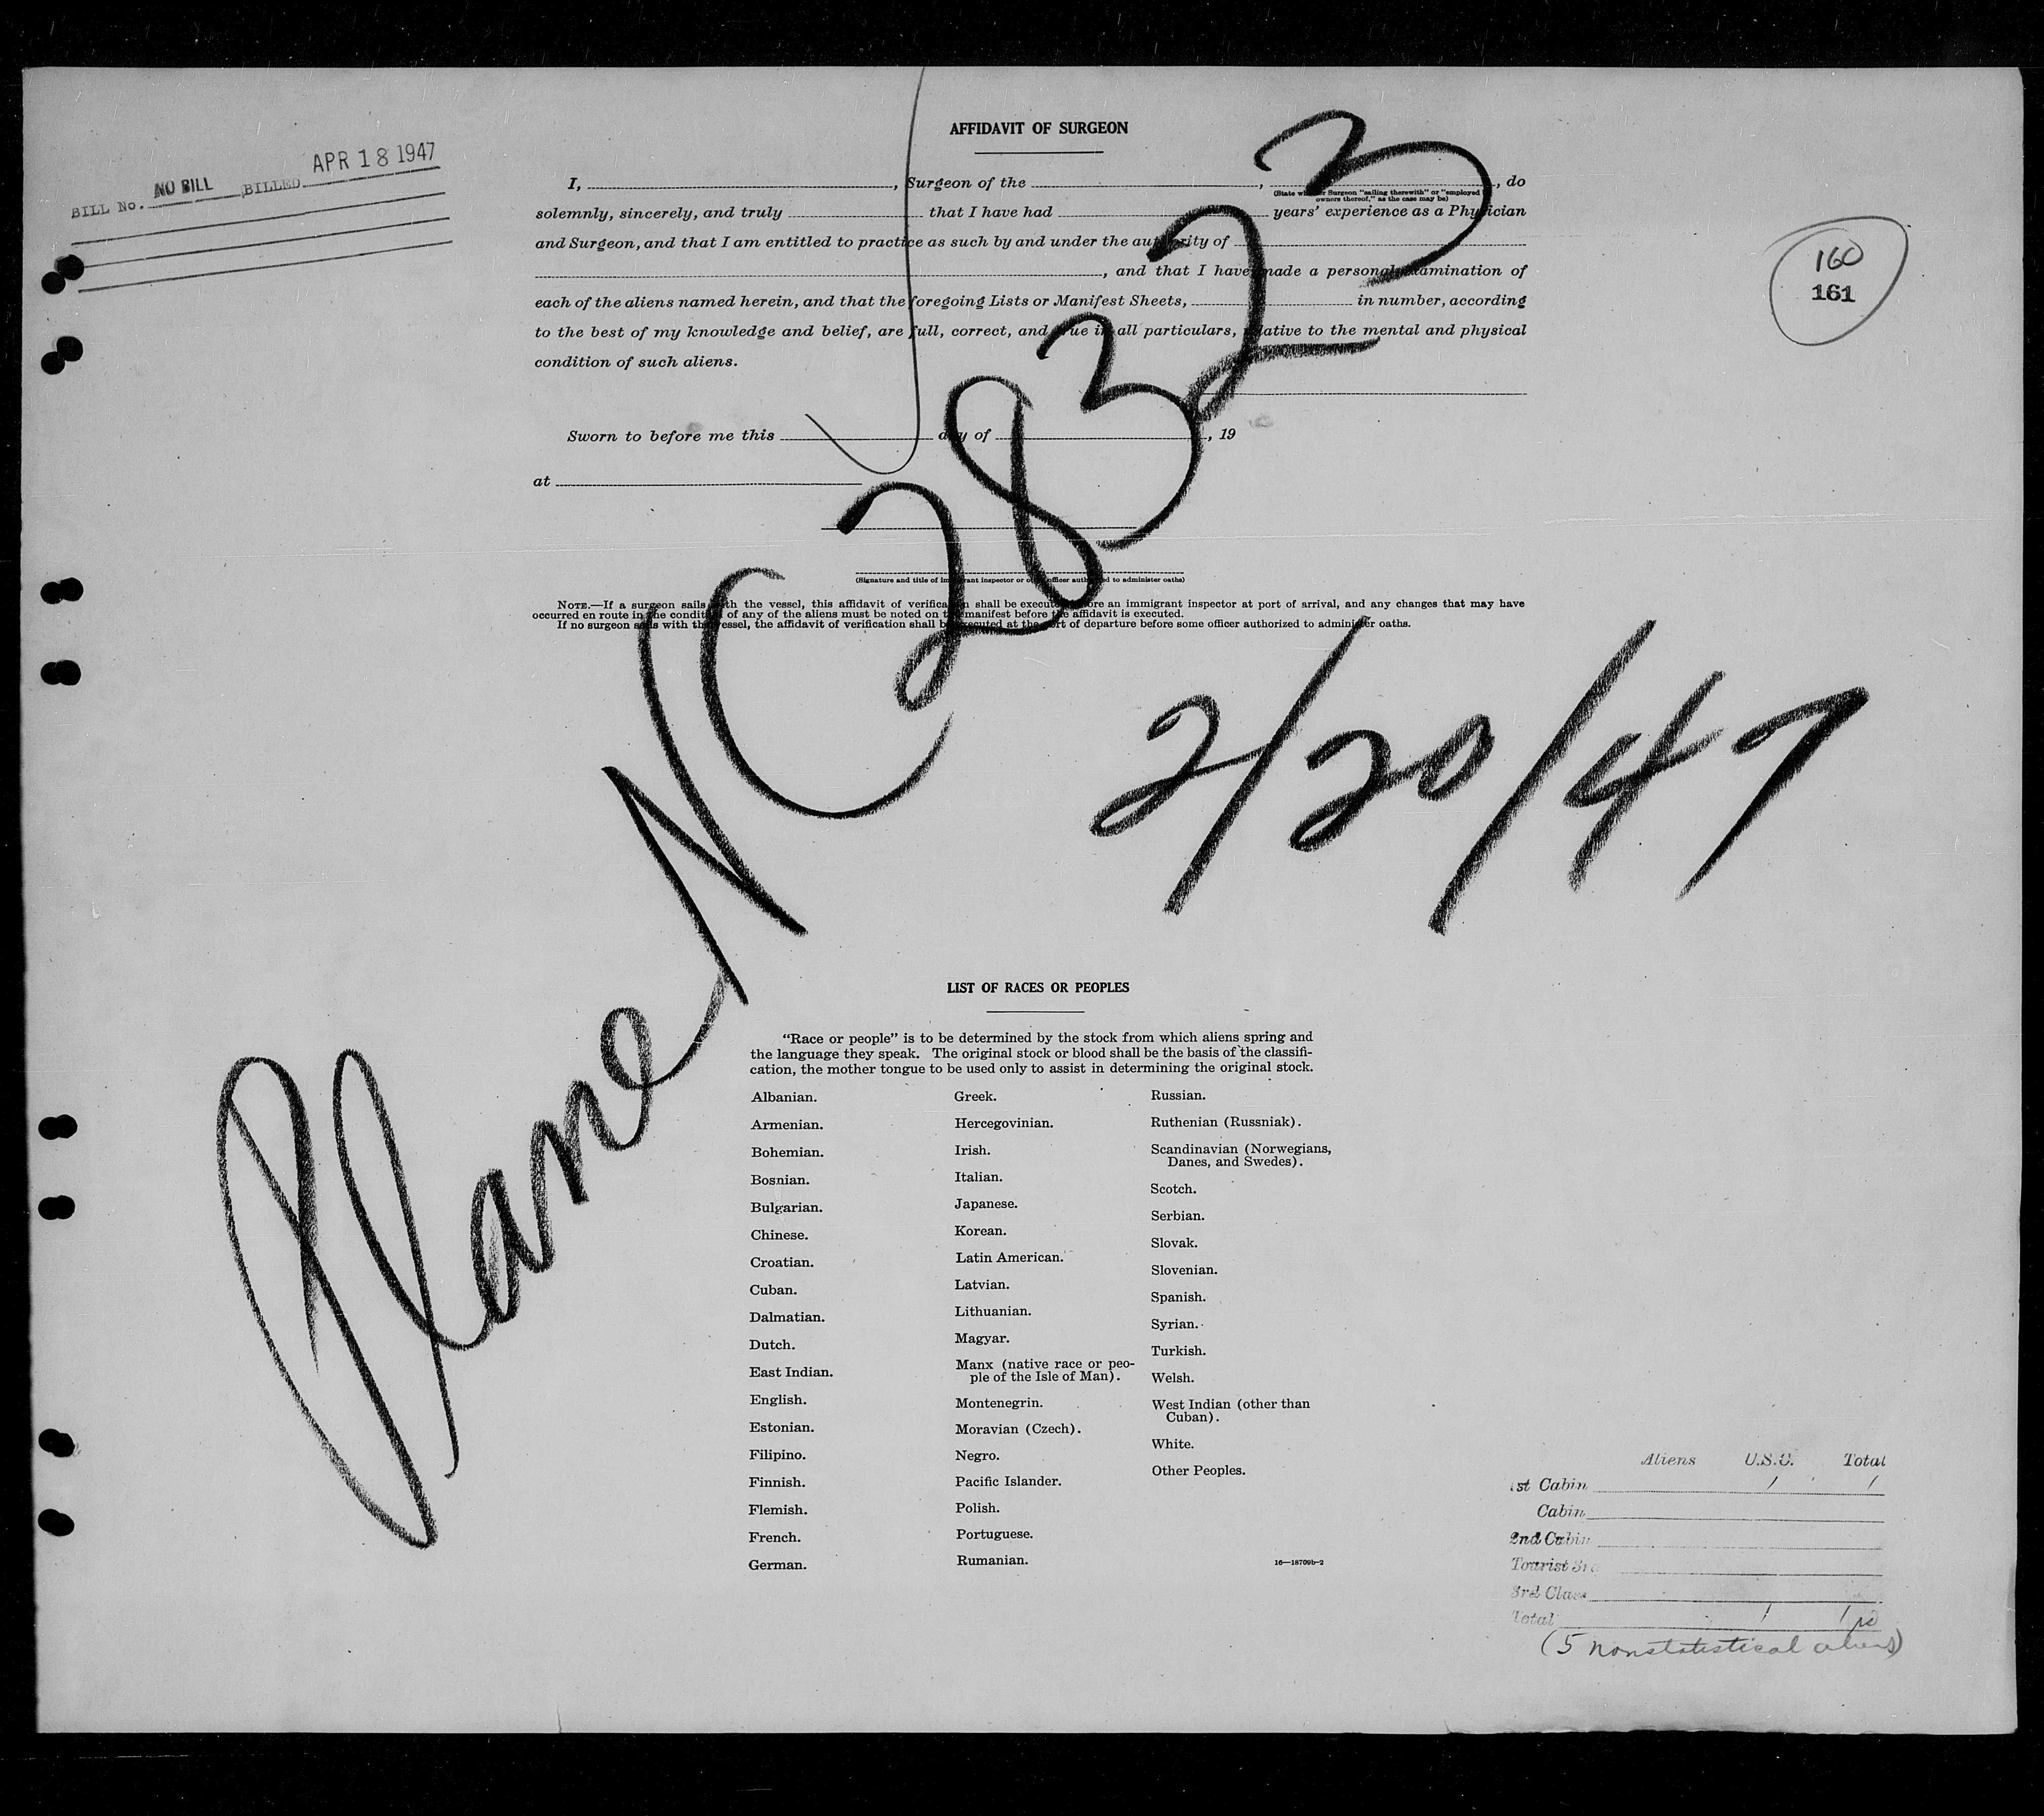 AFFIDAVIT OF SURGEON
APR 18 1947
BILL No. NO BILL BILLED
I, , Surgeon of the , , do
(State whether Surgeon "sailing therewith" or "employed
owners thereof," as the case may be)
solemnly, sincerely, and truly that I have had years' experience as a Physician
and Surgeon, and that I am entitled to practice as such by and under the authority of
, and that I have made a personal examination of
each of the aliens named herein, and that the foregoing Lists or Manifest Sheets, in number, according
to the best of my knowledge and belief, are full, correct, and true in all particulars, relative to the mental and physical
condition of such aliens.
160
161
Sworn to before me this day of , 19
at
(Signature and title of immigrant inspector or other officer authorized to administer oaths)
NOTE.—If a surgeon sails with the vessel, this affidavit of verification shall be executed before an immigrant inspector at port of arrival, and any changes that may have
occurred en route in the condition of any of the aliens must be noted on the manifest before the affidavit is executed.
If no surgeon sails with the vessel, the affidavit of verification shall be executed at the port of departure before some officer authorized to administer oaths.
Plane NC 28323
2/20/47
LIST OF RACES OR PEOPLES
"Race or people" is to be determined by the stock from which aliens spring and
the language they speak. The original stock or blood shall be the basis of the classifi-
cation, the mother tongue to be used only to assist in determining the original stock.
Albanian.
Armenian.
Bohemian.
Bosnian.
Bulgarian.
Chinese.
Croatian.
Cuban.
Dalmatian.
Dutch.
East Indian.
English.
Estonian.
Filipino.
Finnish.
Flemish.
French.
German.
Greek.
Hercegovinian.
Irish.
Italian.
Japanese.
Korean.
Latin American.
Latvian.
Lithuanian.
Magyar.
Manx (native race or peo-
ple of the Isle of Man).
Montenegrin.
Moravian (Czech).
Negro.
Pacific Islander.
Polish.
Portuguese.
Rumanian.
Russian.
Ruthenian (Russniak).
Scandinavian (Norwegians,
Danes, and Swedes).
Scotch.
Serbian.
Slovak.
Slovenian.
Spanish.
Syrian.
Turkish.
Welsh.
West Indian (other than
Cuban).
White.
Other Peoples.
16—18709b-2
Aliens U.S.C. Total
1st Cabin 1 1
Cabin
2nd Cabin
Tourist 3rd
3rd Class
Total 1 1
(5 nonstatistical aliens)